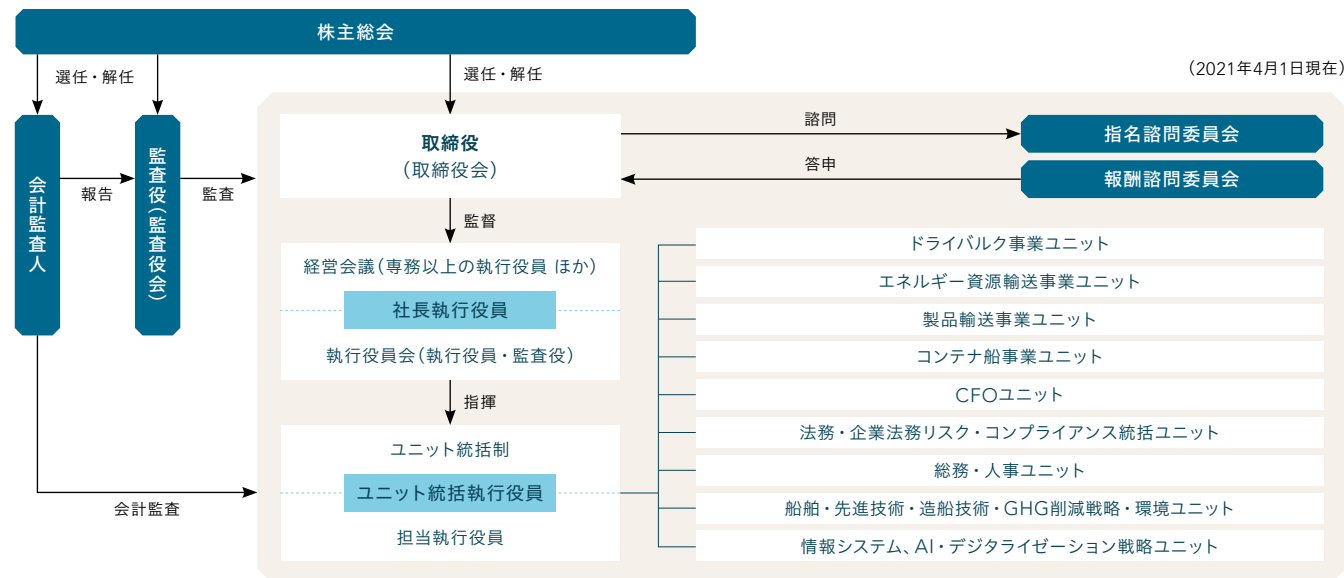 株主総会
選任・解任
選任・解任
(2021年4月1日現在)
会計監査人
報告
監査役(監査役会)
監査
取締役
(取締役会)
諮問
答申
指名諮問委員会
報酬諮問委員会
監督
経営会議(専務以上の執行役員 ほか)
社長執行役員
執行役員会(執行役員・監査役)
指揮
ユニット統括制
ユニット統括執行役員
担当執行役員
会計監査
ドライバルク事業ユニット
エネルギー資源輸送事業ユニット
製品輸送事業ユニット
コンテナ船事業ユニット
CFOユニット
法務・企業法務リスク・コンプライアンス統括ユニット
総務・人事ユニット
船舶・先進技術・造船技術・GHG削減戦略・環境ユニット
情報システム、AI・デジタライゼーション戦略ユニット